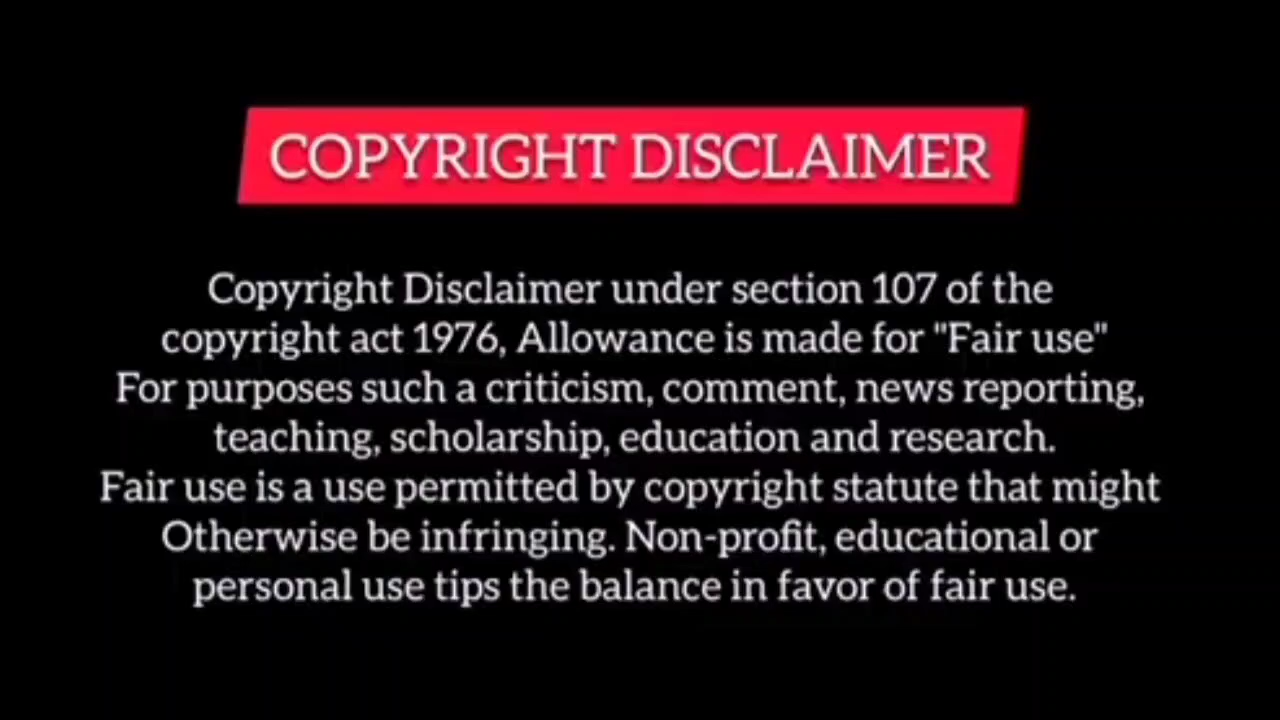 COPYRIGHT DISCLAIMER
Copyright Disclaimer under section 107 of the
copyright act 1976, Allowance is made for "Fair use"
For purposes such a criticism, comment, news reporting,
teaching, scholarship, education and research.
Fair use is a use permitted by copyright statute that might
Otherwise be infringing. Non-profit, educational or
personal use tips the balance in favor of fair use.